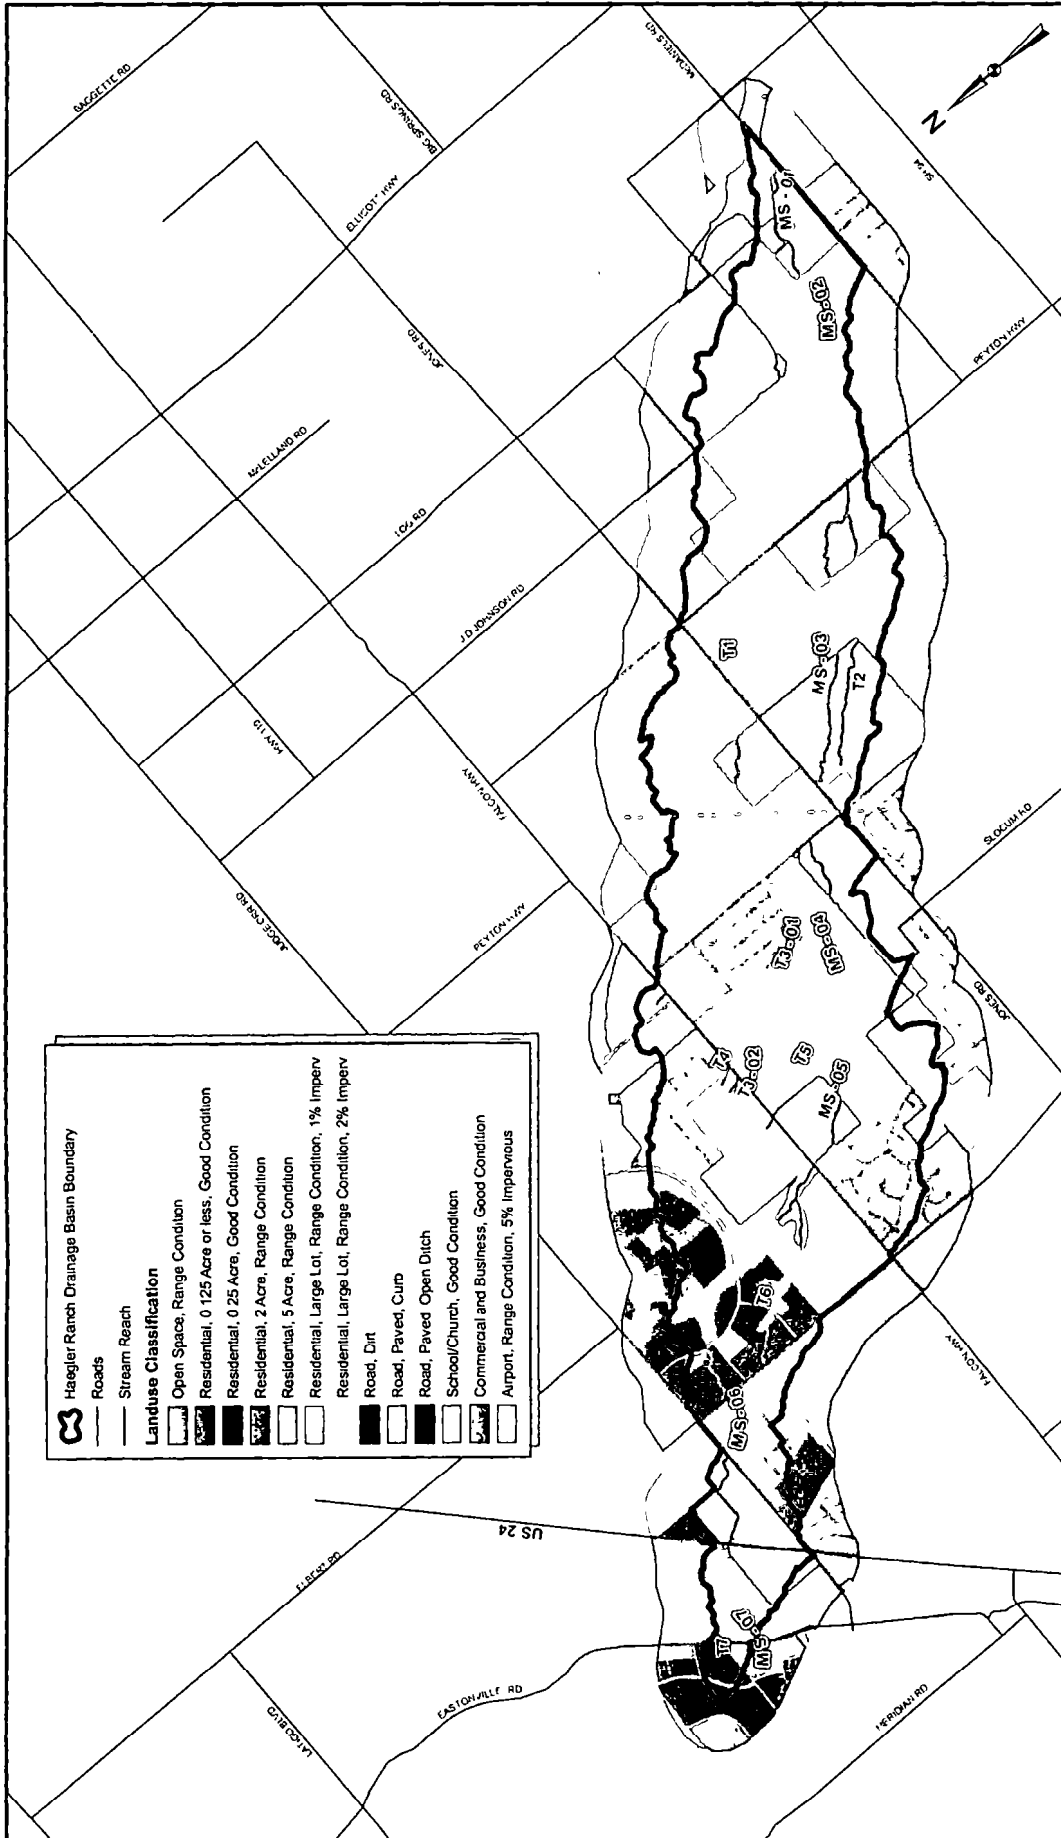 Haegler Ranch Drainage Basin Boundary
Roads
Stream Reach
Landuse Classification
Open Space, Range Condition
Residential, 0 125 Acre or less, Good Condition
Residential, 0 25 Acre, Good Condition
Residential, 2 Acre, Range Condition
Residential, 5 Acre, Range Condition
Residential, Large Lot, Range Condition, 1% Imperv
Residential, Large Lot, Range Condition, 2% Imperv
Road, Dirt
Road, Paved, Curb
Road, Paved Open Ditch
School/Church, Good Condition
Commercial and Business, Good Condition
Airport, Range Condition, 5% Impervious
LATIGO BLVD
EASTONVILLE RD
ELBERT RD
US 24
MERIDIAN RD
JUDGE ORR RD
PEYTON HWY
FALCON HWY
HWY 110
J D JOHNSON RD
LOG RD
McLELLAND RD
JONES RD
ELLICOTT HWY
BIG SPRINGS RD
BAGGETTE RD
McDANIELS RD
SH 94
PEYTON HWY
SLOCUM RD
JONES RD
FALCON HWY
N
T7
MS-07
MS-06
T6
MS-05
T5
T4
T3-02
T3-01
MS-04
T2
MS-03
T1
MS-02
MS-01